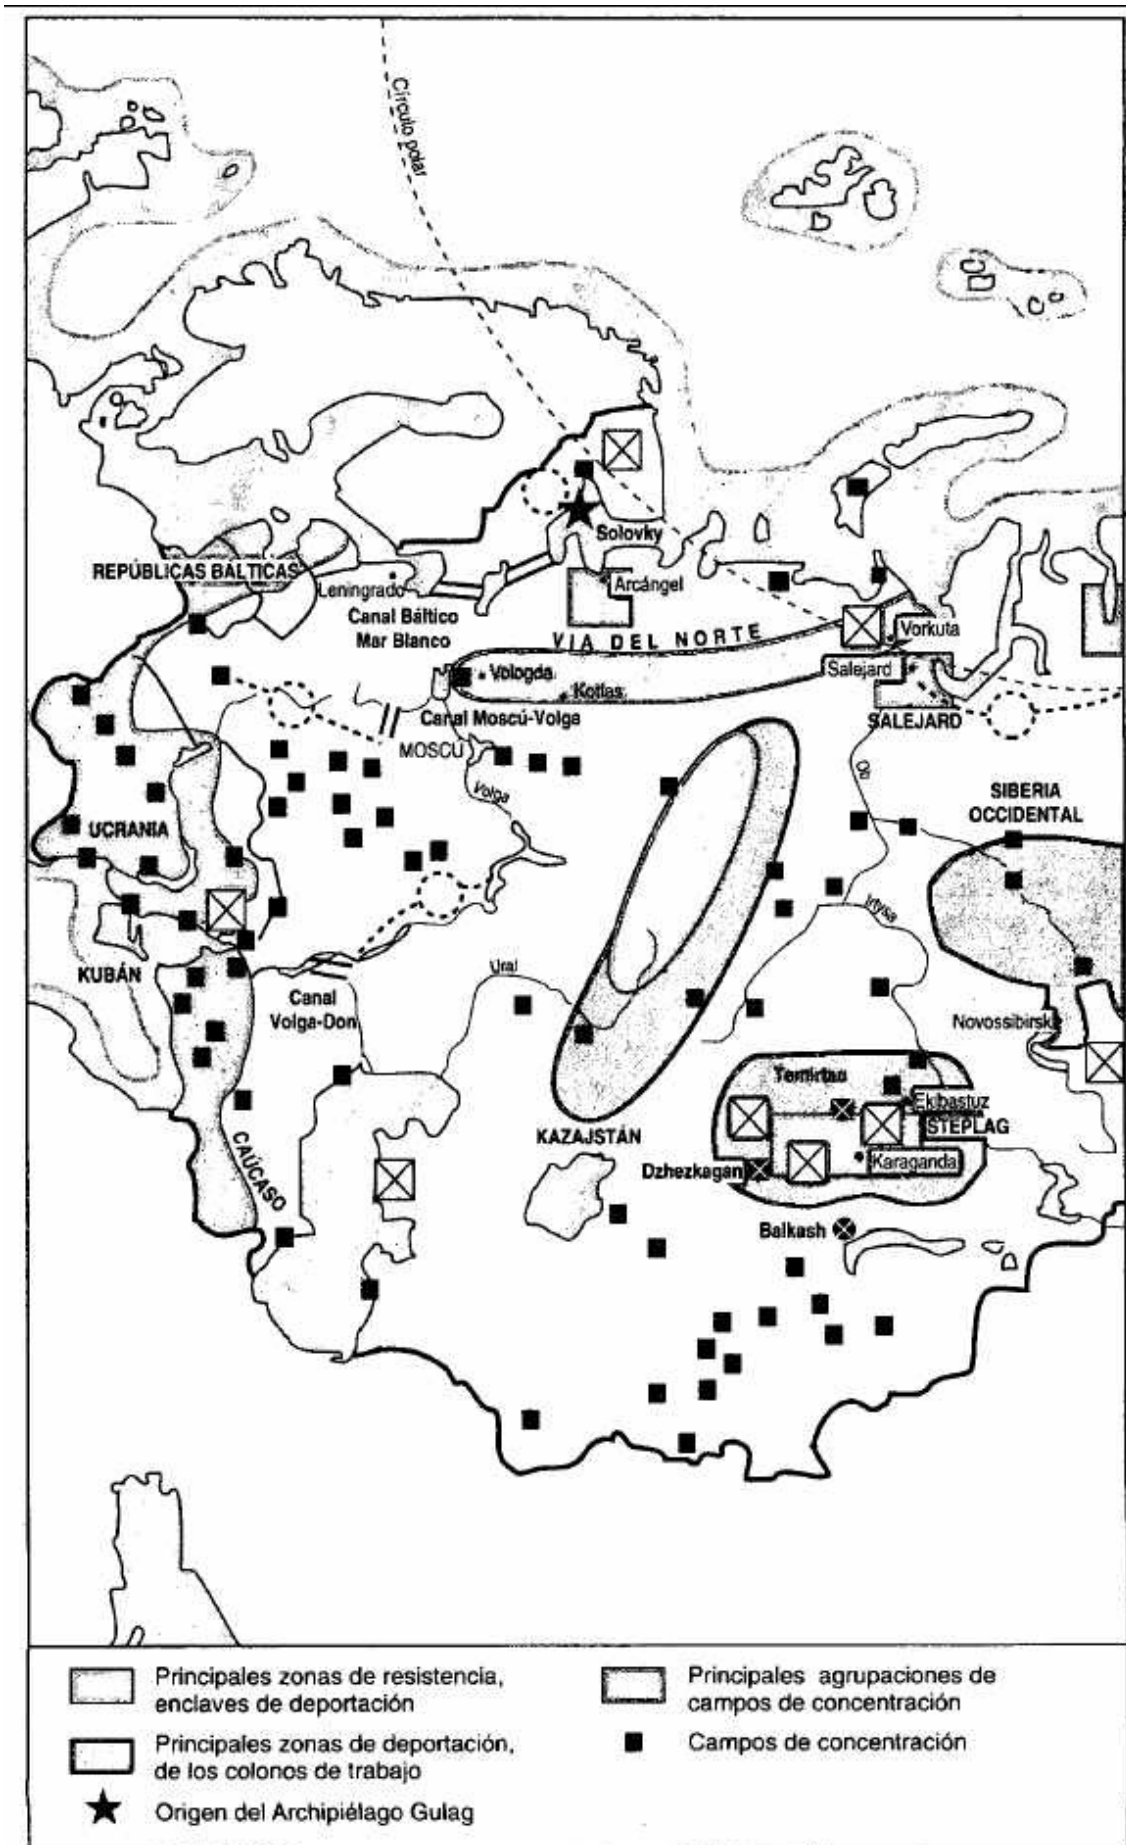 Círculo polar
Solovky
REPÚBLICAS BÁLTICAS
Leningrado
Arcángel
Canal Báltico
Mar Blanco
VIA DEL NORTE
Vorkuta
Vologda
Salejard
Kotlas
Canal Moscú-Volga
SALEJARD
MOSCÚ
Obi
Volga
SIBERIA
OCCIDENTAL
UCRANIA
Irtysa
KUBÁN
Ural
Canal
Volga-Don
Novossibirsk
Temirtau
Ekibastuz
STEPLAG
KAZAJSTÁN
CAÚCASO
Karaganda
Dzhezkagan
Balkash
Principales zonas de resistencia,
enclaves de deportación
Principales agrupaciones de
campos de concentración
Principales zonas de deportación,
de los colonos de trabajo
Campos de concentración
Origen del Archipiélago Gulag